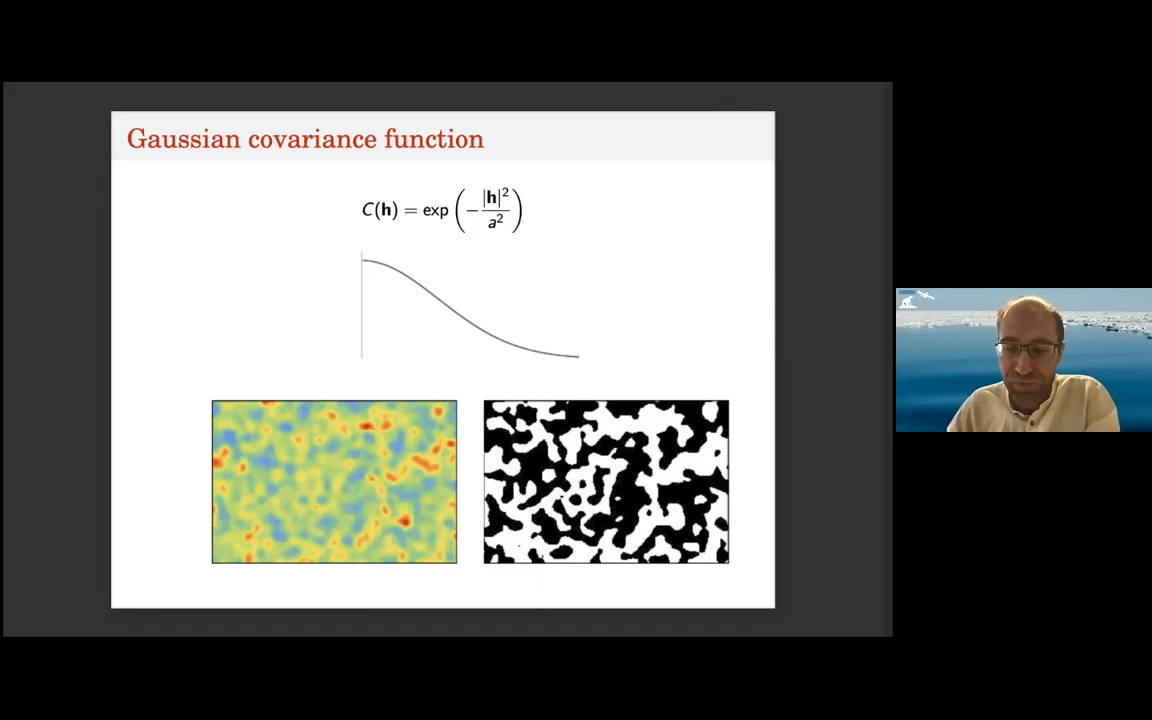 Gaussian covariance function
C(h) = exp(−|h|²/a²)